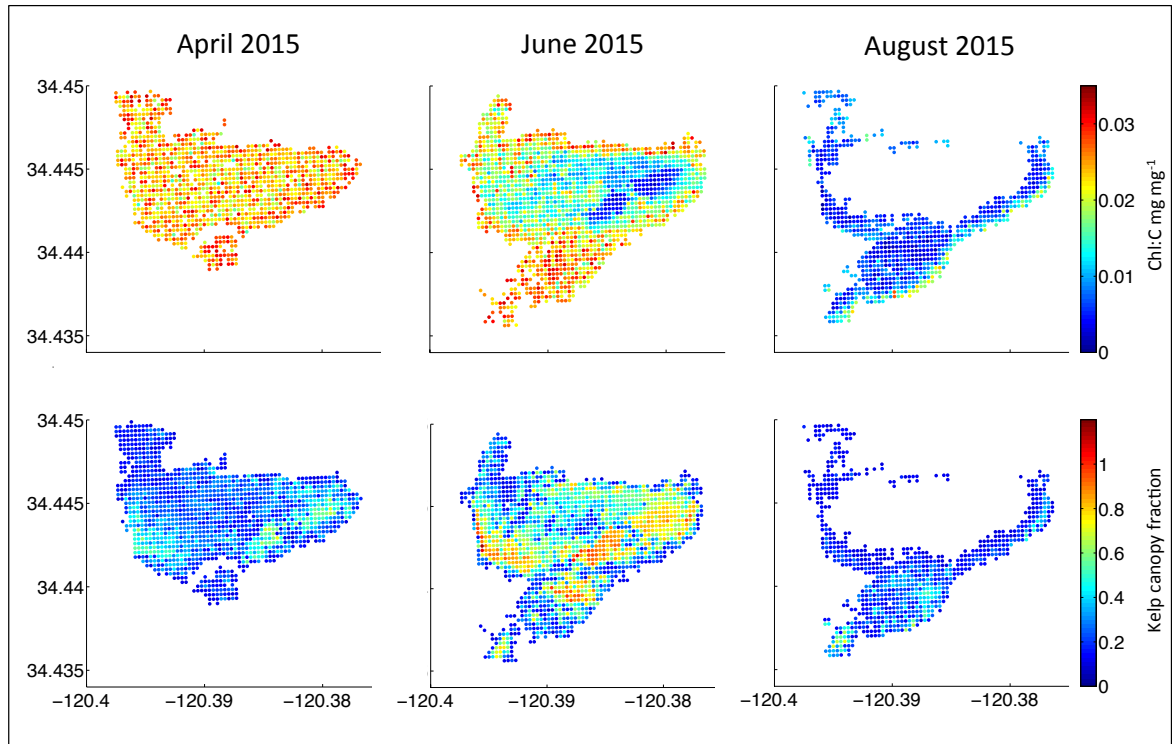 April 2015
June 2015
August 2015
34.45
34.445
34.44
34.435
0.03
0.02
0.01
0
Chl:C mg mg⁻¹
34.45
34.445
34.44
34.435
1
0.8
0.6
0.4
0.2
0
Kelp canopy fraction
−120.4 −120.39 −120.38
−120.4 −120.39 −120.38
−120.4 −120.39 −120.38